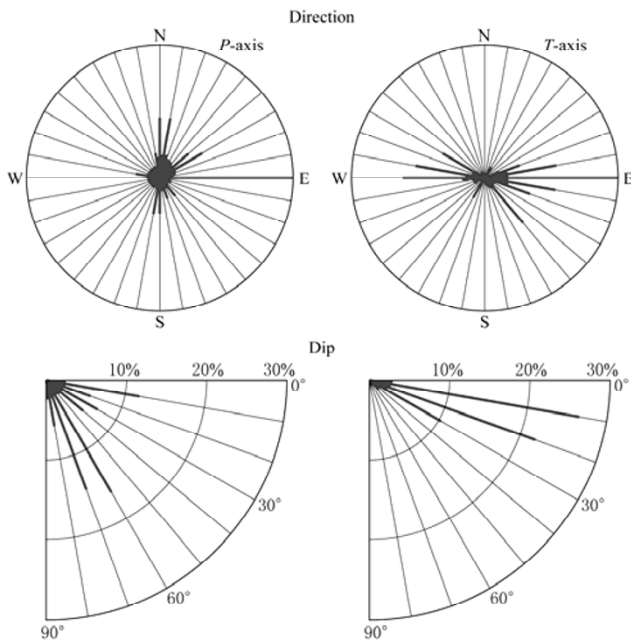 Direction
N
P-axis
W
E
S
N
T-axis
W
E
S
Dip
10%
20%
30%
0°
30°
60°
90°
10%
20%
30%
0°
30°
60°
90°